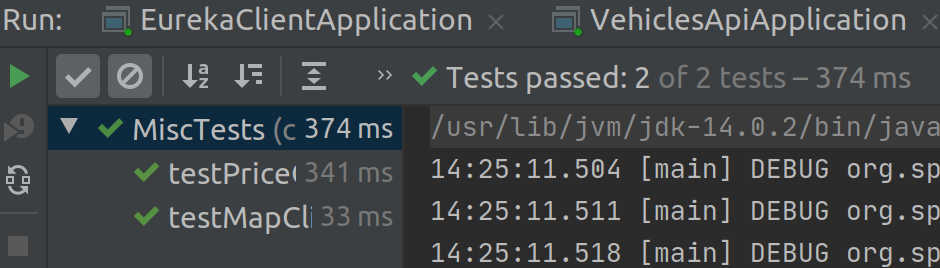 Run: EurekaClientApplication × VehiclesApiApplication ×
» Tests passed: 2 of 2 tests – 374 ms
MiscTests (c 374 ms
testPrice 341 ms
testMapCli 33 ms
/usr/lib/jvm/jdk-14.0.2/bin/java
14:25:11.504 [main] DEBUG org.sp
14:25:11.511 [main] DEBUG org.sp
14:25:11.518 [main] DEBUG org.sp